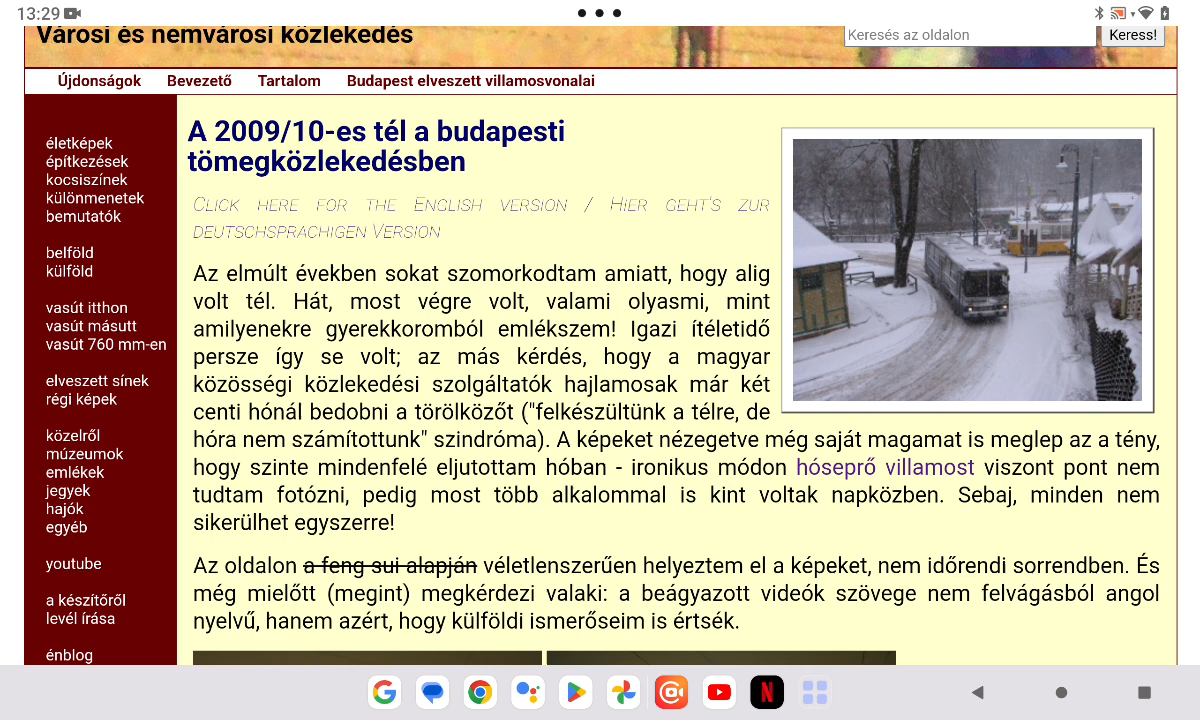 13:29
Városi és nemvárosi közlekedés
Keresés az oldalon
Keress!
Újdonságok Bevezető Tartalom Budapest elveszett villamosvonalai
életképek
építkezések
kocsiszínek
különmenetek
bemutatók
belföld
külföld
vasút itthon
vasút másutt
vasút 760 mm-en
elveszett sínek
régi képek
közelről
múzeumok
emlékek
jegyek
hajók
egyéb
youtube
a készítőről
levél írása
énblog
A 2009/10-es tél a budapesti
tömegközlekedésben
Click here for the English version / Hier geht's zur
deutschsprachigen Version
Az elmúlt években sokat szomorkodtam amiatt, hogy alig
volt tél. Hát, most végre volt, valami olyasmi, mint
amilyenekre gyerekkoromból emlékszem! Igazi ítéletidő
persze így se volt; az más kérdés, hogy a magyar
közösségi közlekedési szolgáltatók hajlamosak már két
centi hónál bedobni a törölközőt ("felkészültünk a télre, de
hóra nem számítottunk" szindróma). A képeket nézegetve még saját magamat is meglep az a tény,
hogy szinte mindenfelé eljutottam hóban - ironikus módon hóseprő villamost viszont pont nem
tudtam fotózni, pedig most több alkalommal is kint voltak napközben. Sebaj, minden nem
sikerülhet egyszerre!
Az oldalon a feng sui alapján véletlenszerűen helyeztem el a képeket, nem időrendi sorrendben. És
még mielőtt (megint) megkérdezi valaki: a beágyazott videók szövege nem felvágásból angol
nyelvű, hanem azért, hogy külföldi ismerőseim is értsék.